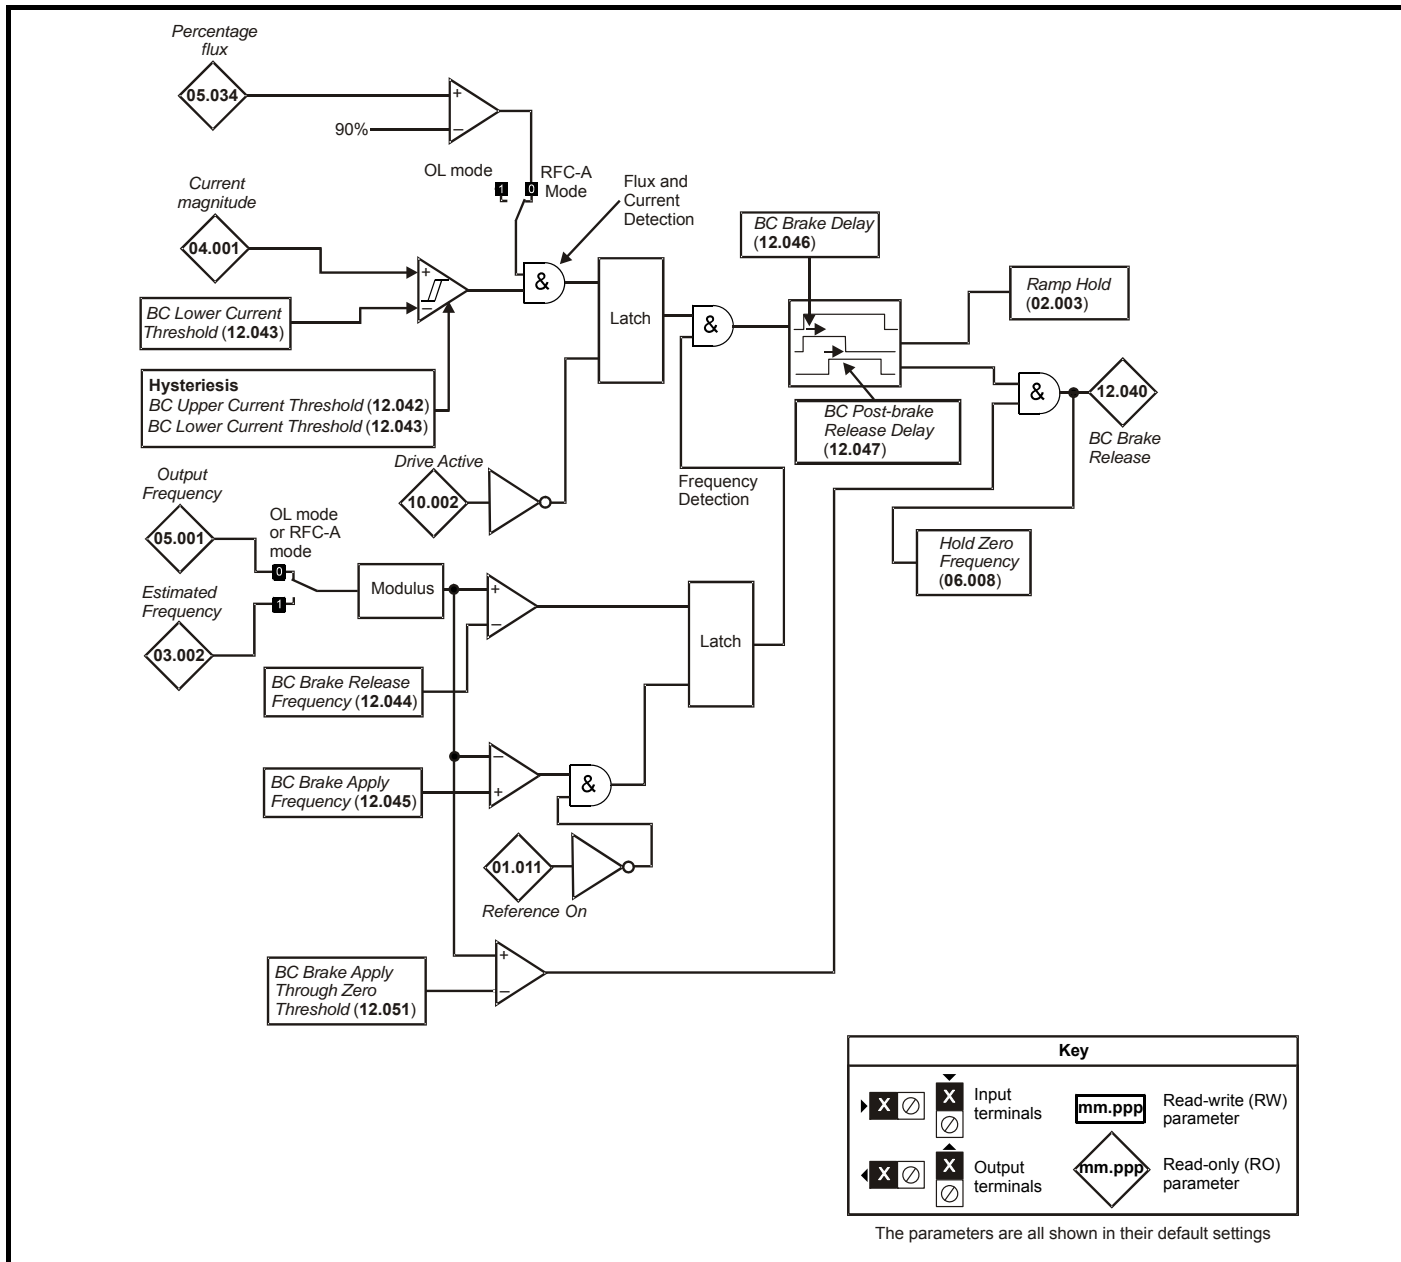 Percentage
flux
05.034
+
90%
–
OL mode
1
0
RFC-A
Mode
Flux and
Current
Detection
Current
magnitude
04.001
+
–
&
BC Lower Current
Threshold (12.043)
Hysteriesis
BC Upper Current Threshold (12.042)
BC Lower Current Threshold (12.043)
Latch
&
BC Brake Delay
(12.046)
Ramp Hold
(02.003)
BC Post-brake
Release Delay
(12.047)
&
12.040
BC Brake
Release
Drive Active
10.002
Frequency
Detection
Output
Frequency
05.001
OL mode
or RFC-A
mode
0
1
Estimated
Frequency
03.002
Modulus
+
–
Latch
Hold Zero
Frequency
(06.008)
BC Brake Release
Frequency (12.044)
–
+
&
BC Brake Apply
Frequency (12.045)
01.011
Reference On
+
–
BC Brake Apply
Through Zero
Threshold (12.051)
Key
X
X
Input
terminals
mm.ppp
Read-write (RW)
parameter
X
X
Output
terminals
mm.ppp
Read-only (RO)
parameter
The parameters are all shown in their default settings